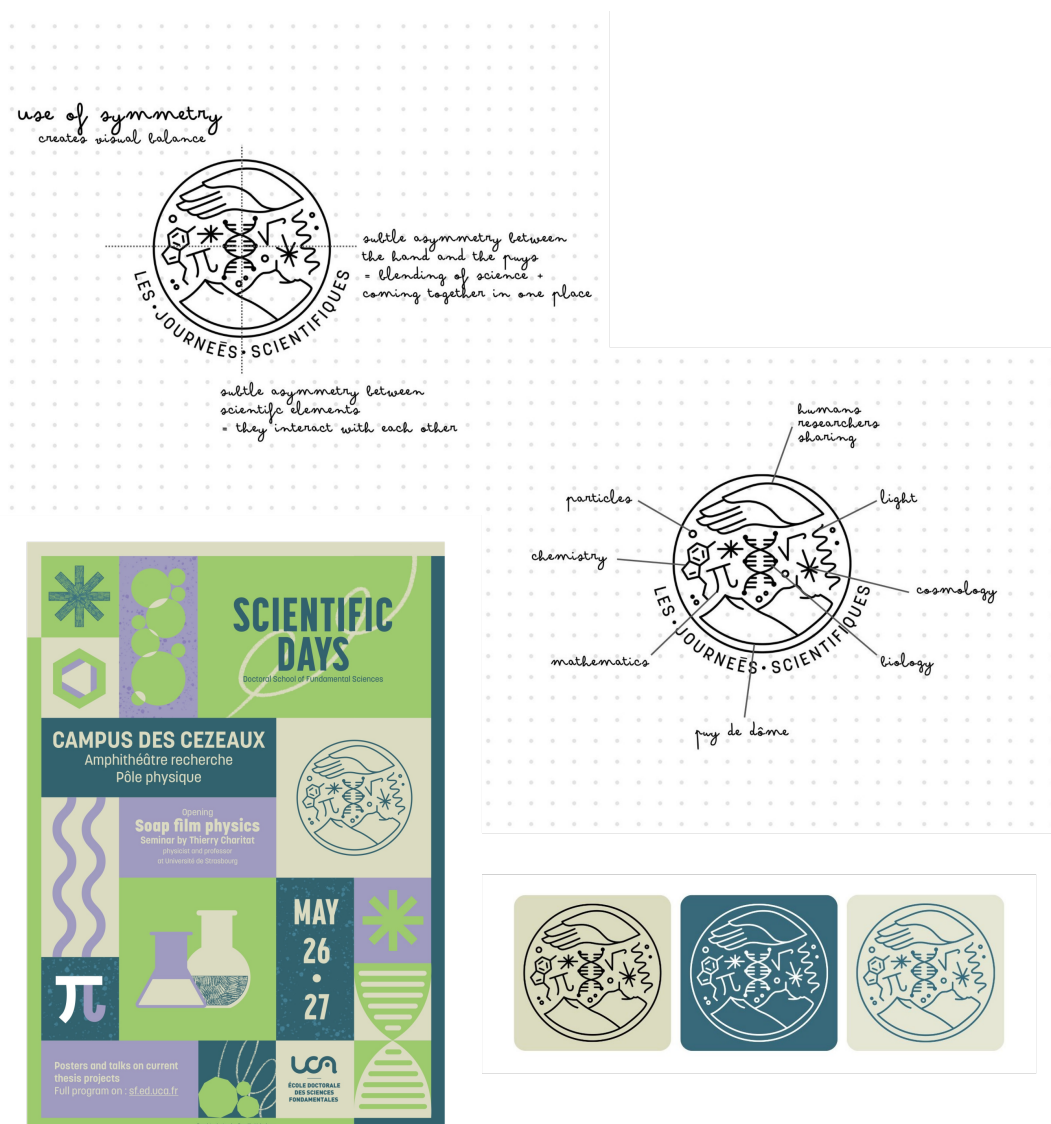 use of symmetry
creates visual balance
subtle asymmetry between
the hand and the puys
= blending of science +
coming together in one place
LES • JOURNEĒS • SCIENTIFIQUES
subtle asymmetry between
scientifc elements
= they interact with each other
humans
researchers
sharing
particles
light
chemistry
cosmology
LES • JOURNEĒS • SCIENTIFIQUES
mathematics
biology
puy de dôme
SCIENTIFIC
DAYS
Doctoral School of Fundamental Sciences
CAMPUS DES CEZEAUX
Amphithéâtre recherche
Pôle physique
Opening
Soap film physics
Seminar by Thierry Charitat
physicist and professor
at Université de Strasbourg
MAY
26
•
27
π
Posters and talks on current
thesis projects
Full program on : sf.ed.uca.fr
UCA
ÉCOLE DOCTORALE
DES SCIENCES
FONDAMENTALES